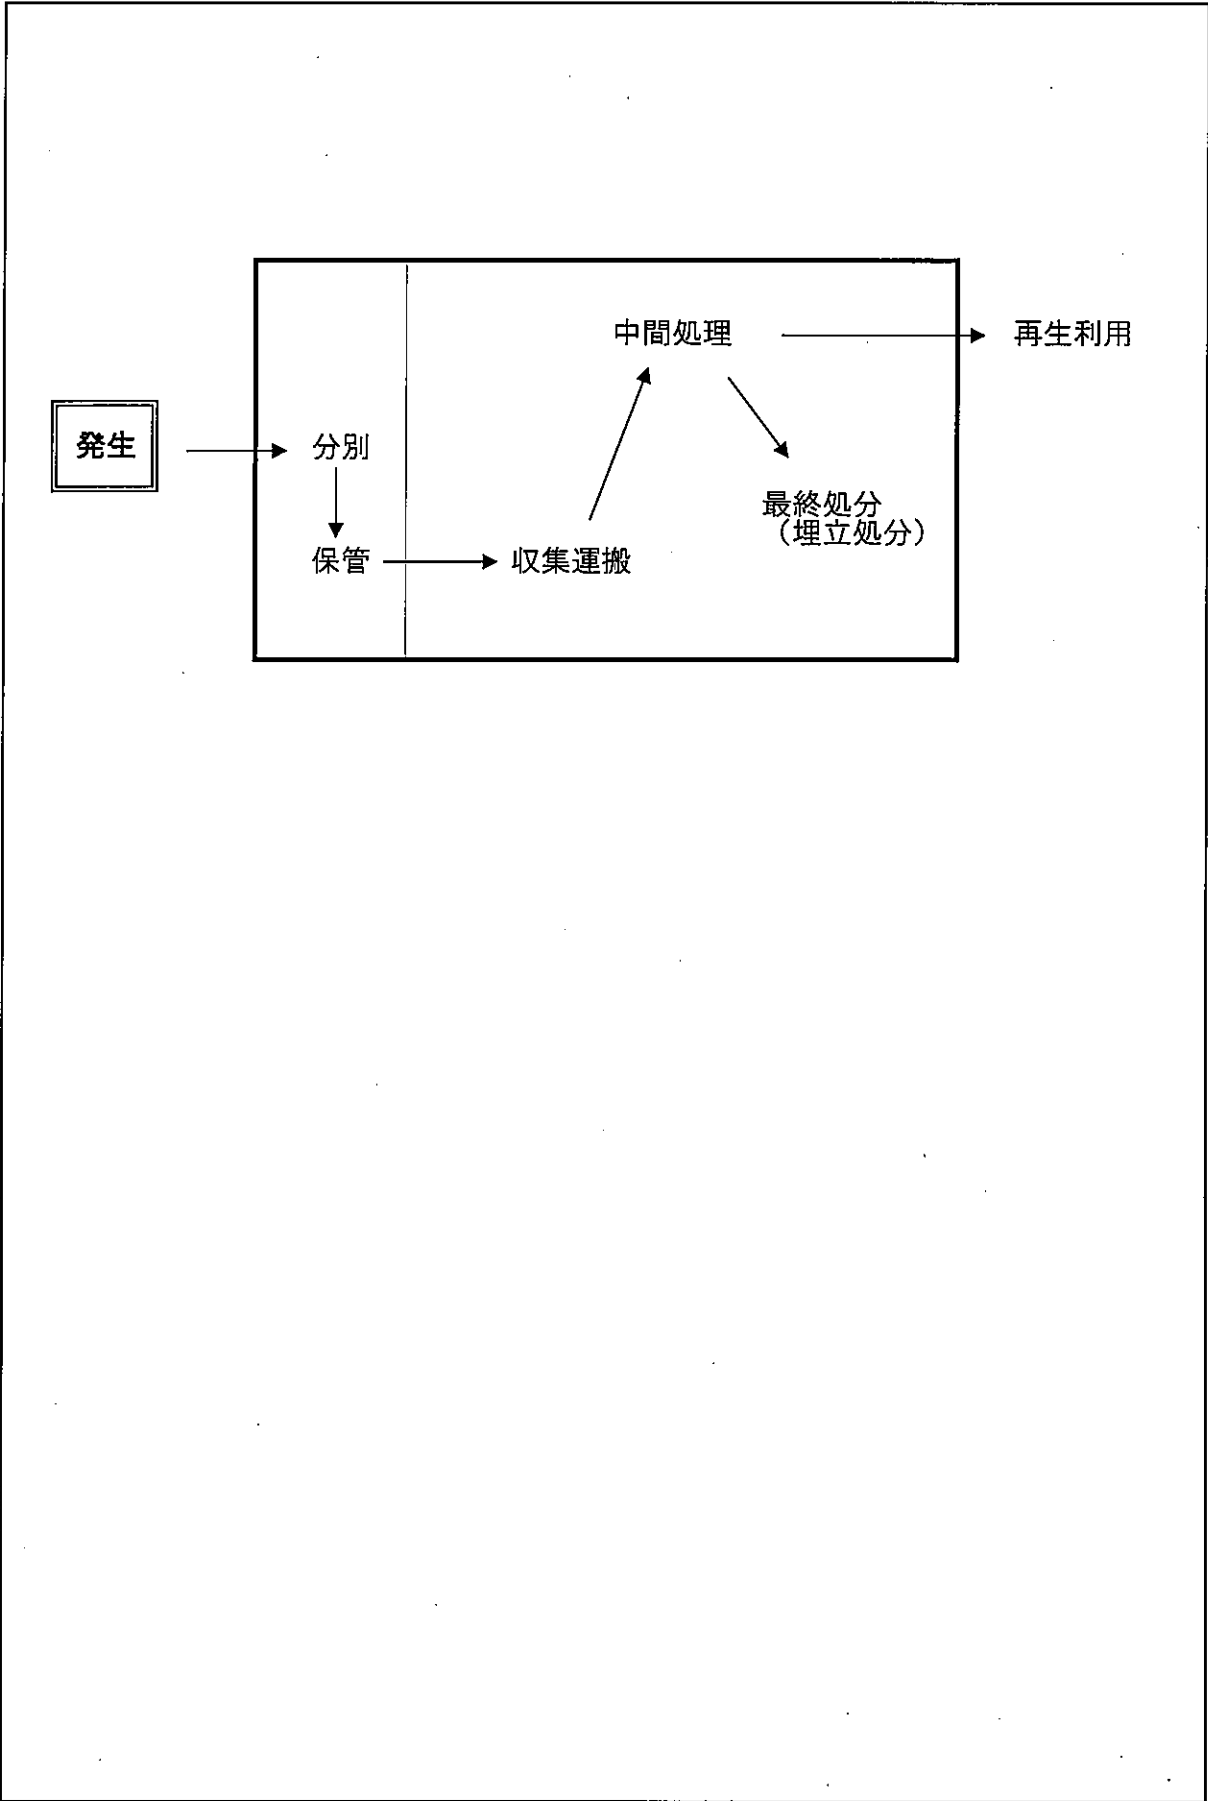 発生
分別
保管
収集運搬
中間処理
最終処分
（埋立処分）
再生利用